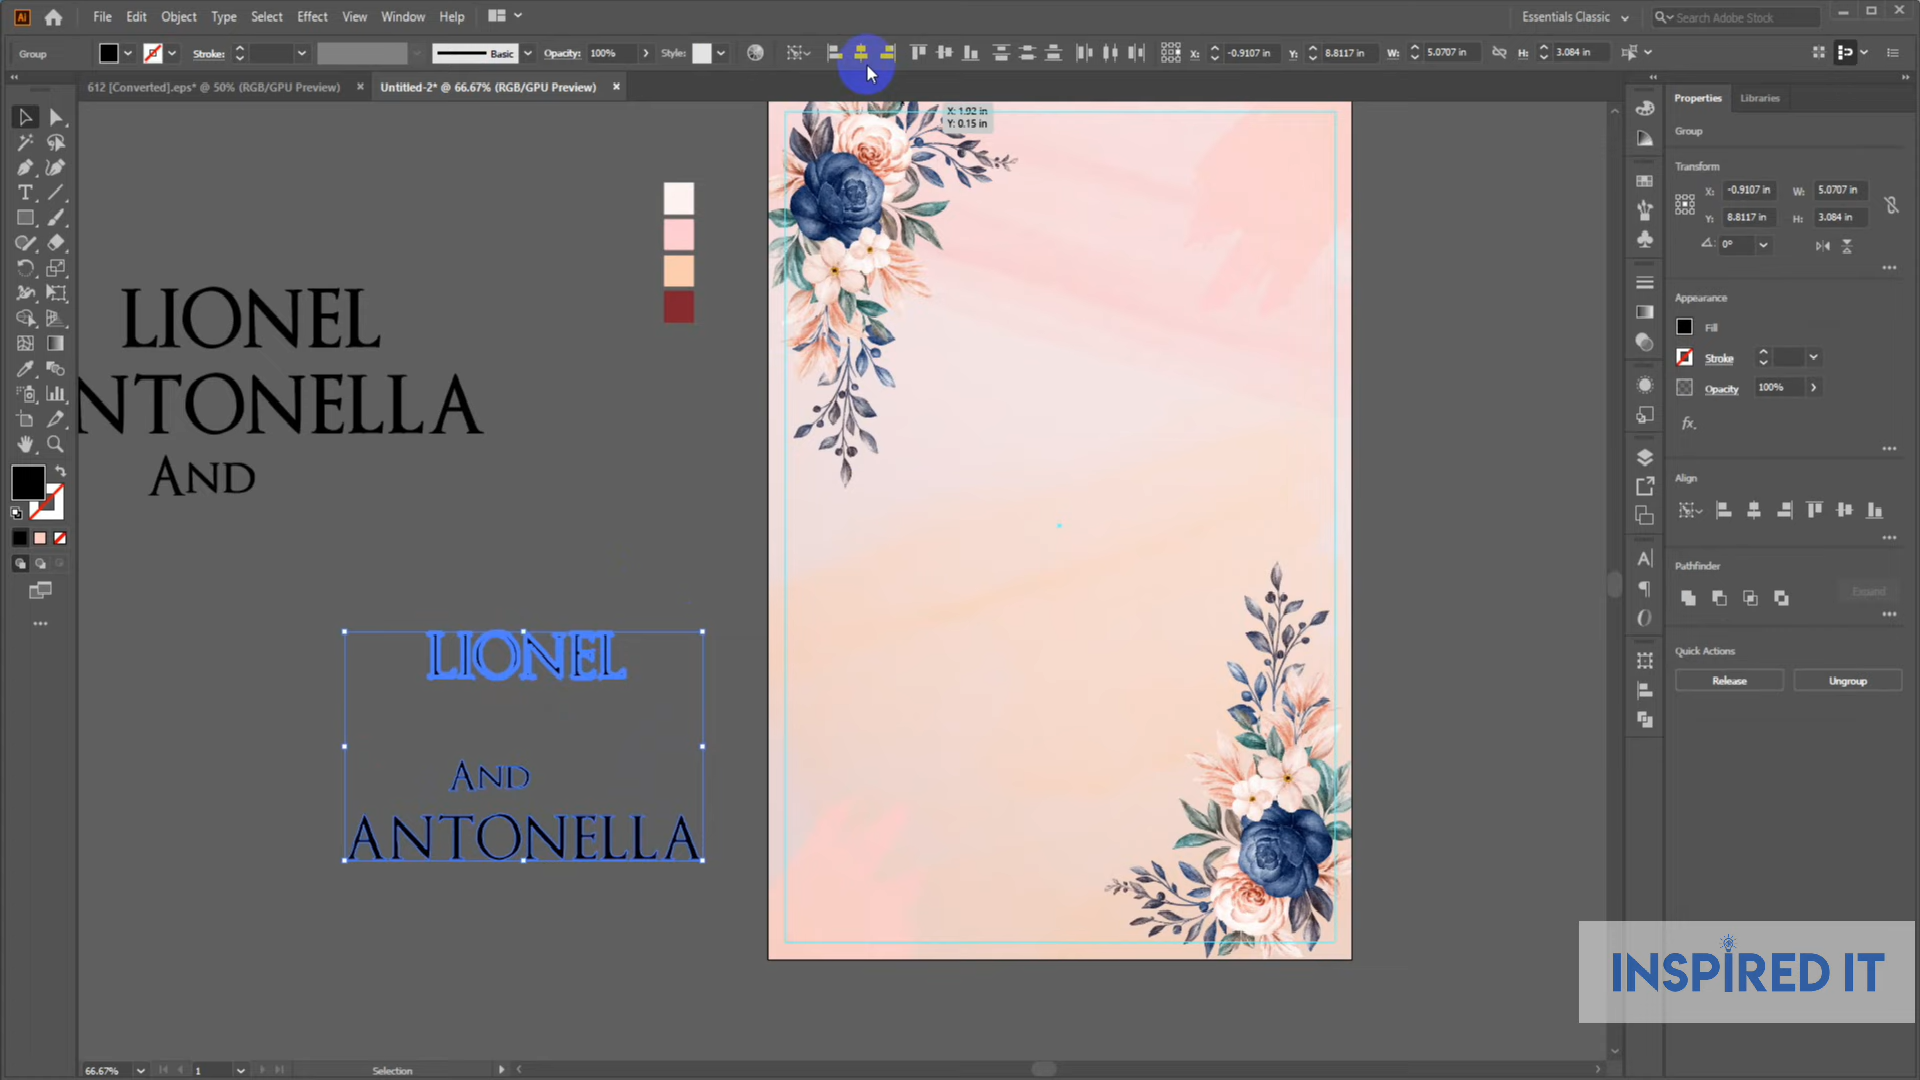 File Edit Object Type Select Effect View Window Help Essentials Classic Search Adobe Stock
Group Stroke: Basic Opacity: 100% Style: X: -0.9107 in Y: 8.8117 in W: 5.0707 in H: 3.084 in
612 [Converted].eps* @ 50% (RGB/GPU Preview) × Untitled-2* @ 66.67% (RGB/GPU Preview) ×
X: 1.92 in
Y: 0.15 in
LIONEL
NTONELLA
AND
LIONEL
AND
ANTONELLA
Properties Libraries
Group
Transform
X: -0.9107 in W: 5.0707 in
Y: 8.8117 in H: 3.084 in
0°
Appearance
Fill
Stroke
Opacity 100%
fx
Align
Pathfinder
Expand
Quick Actions
Release Ungroup
INSPIRED IT
66.67% 1 Selection